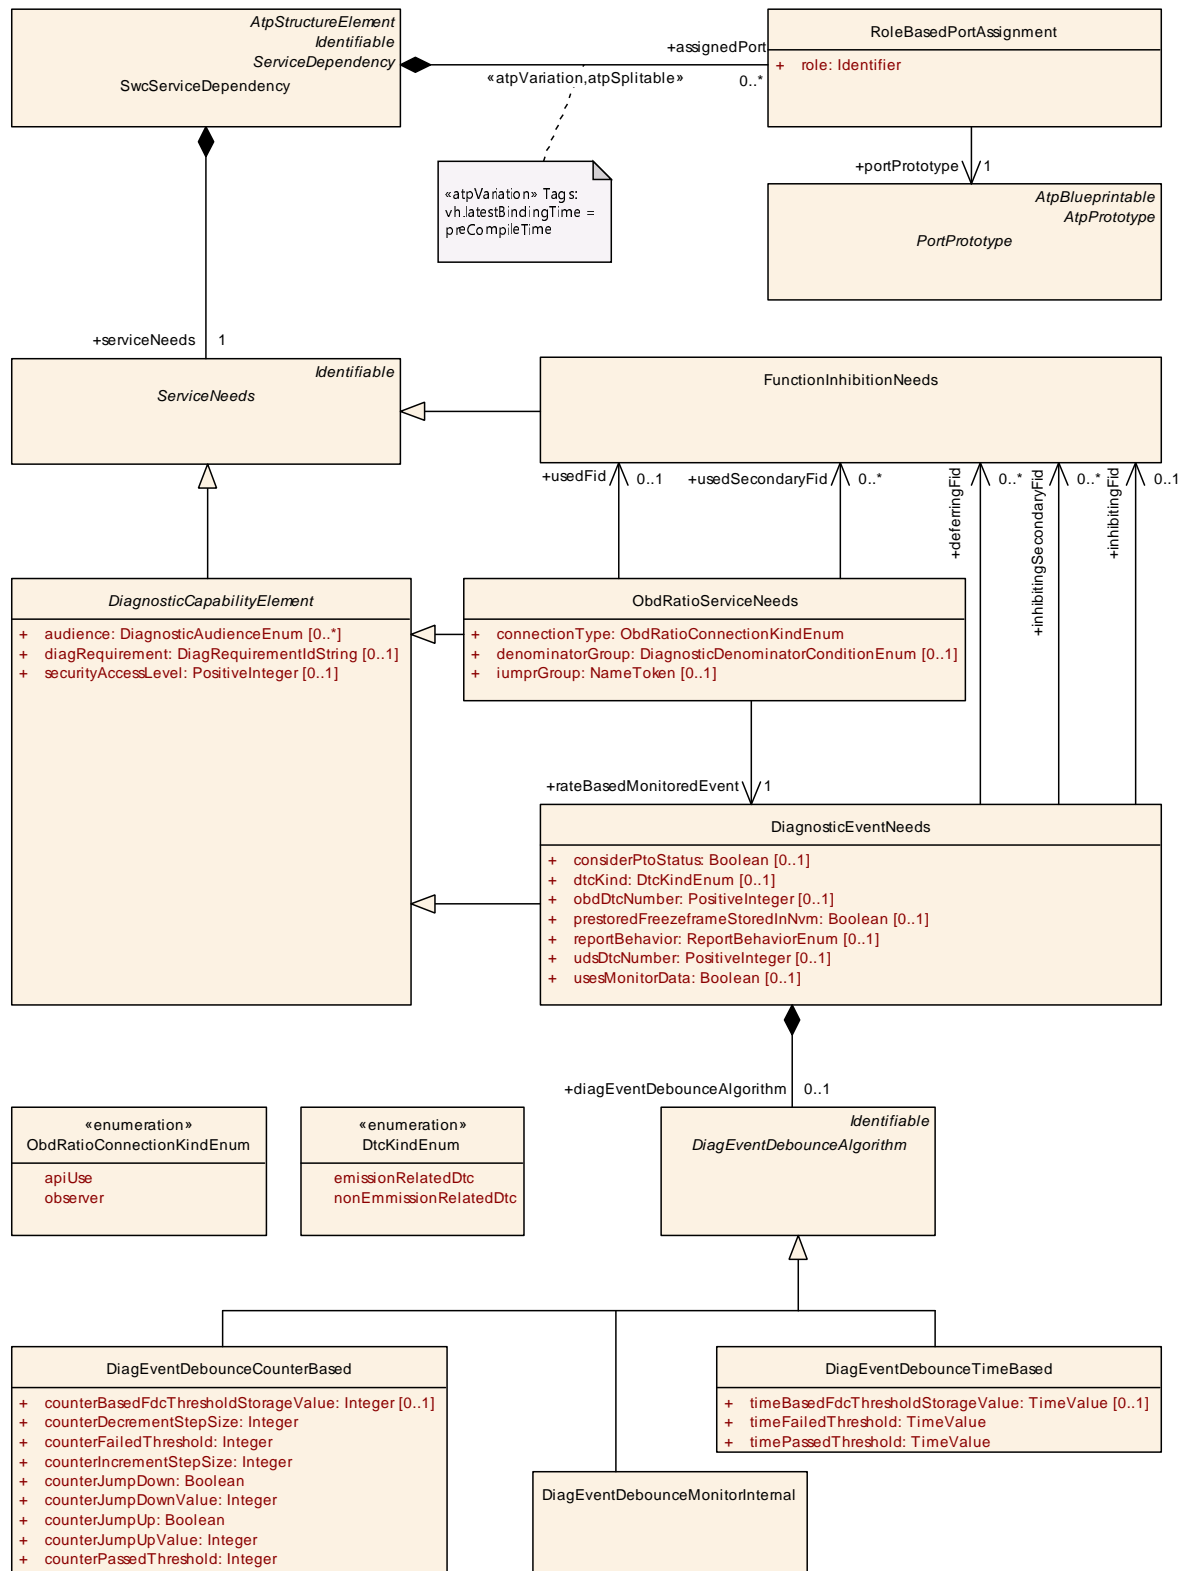 AtpStructureElement
Identifiable
ServiceDependency
SwcServiceDependency
+assignedPort
«atpVariation,atpSplitable»
0..*
RoleBasedPortAssignment
+ role: Identifier
«atpVariation» Tags:
vh.latestBindingTime =
preCompileTime
+portPrototype
1
AtpBlueprintable
AtpPrototype
PortPrototype
+serviceNeeds
1
Identifiable
ServiceNeeds
FunctionInhibitionNeeds
+usedFid
0..1
+usedSecondaryFid
0..*
+deferringFid
0..*
+inhibitingSecondaryFid
0..*
+inhibitingFid
0..1
DiagnosticCapabilityElement
+ audience: DiagnosticAudienceEnum [0..*]
+ diagRequirement: DiagRequirementIdString [0..1]
+ securityAccessLevel: PositiveInteger [0..1]
ObdRatioServiceNeeds
+ connectionType: ObdRatioConnectionKindEnum
+ denominatorGroup: DiagnosticDenominatorConditionEnum [0..1]
+ iumprGroup: NameToken [0..1]
+rateBasedMonitoredEvent
1
DiagnosticEventNeeds
+ considerPtoStatus: Boolean [0..1]
+ dtcKind: DtcKindEnum [0..1]
+ obdDtcNumber: PositiveInteger [0..1]
+ prestoredFreezeframeStoredInNvm: Boolean [0..1]
+ reportBehavior: ReportBehaviorEnum [0..1]
+ udsDtcNumber: PositiveInteger [0..1]
+ usesMonitorData: Boolean [0..1]
+diagEventDebounceAlgorithm
0..1
«enumeration»
ObdRatioConnectionKindEnum
apiUse
observer
«enumeration»
DtcKindEnum
emissionRelatedDtc
nonEmmissionRelatedDtc
Identifiable
DiagEventDebounceAlgorithm
DiagEventDebounceCounterBased
+ counterBasedFdcThresholdStorageValue: Integer [0..1]
+ counterDecrementStepSize: Integer
+ counterFailedThreshold: Integer
+ counterIncrementStepSize: Integer
+ counterJumpDown: Boolean
+ counterJumpDownValue: Integer
+ counterJumpUp: Boolean
+ counterJumpUpValue: Integer
+ counterPassedThreshold: Integer
DiagEventDebounceMonitorInternal
DiagEventDebounceTimeBased
+ timeBasedFdcThresholdStorageValue: TimeValue [0..1]
+ timeFailedThreshold: TimeValue
+ timePassedThreshold: TimeValue